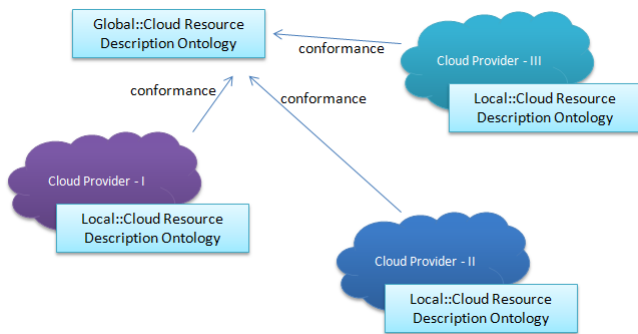 Global::Cloud Resource
Description Ontology
conformance
Cloud Provider - III
Local::Cloud Resource
Description Ontology
conformance
conformance
Cloud Provider - I
Local::Cloud Resource
Description Ontology
Cloud Provider - II
Local::Cloud Resource
Description Ontology